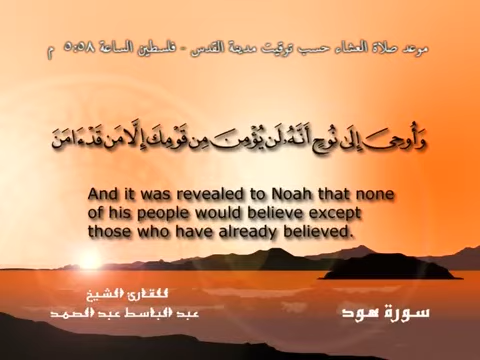 موعد صلاة العشاء حسب توقيت مدينة القدس - فلسطين الساعة ٥:٥٨ م
وَأُوحِىَ إِلَىٰ نُوحٍ أَنَّهُۥ لَن يُؤْمِنَ مِن قَوْمِكَ إِلَّا مَن قَدْ ءَامَنَ
And it was revealed to Noah that none
of his people would believe except
those who have already believed.
للقارئ الشيخ
عبد الباسط عبد الصمد
سورة هود